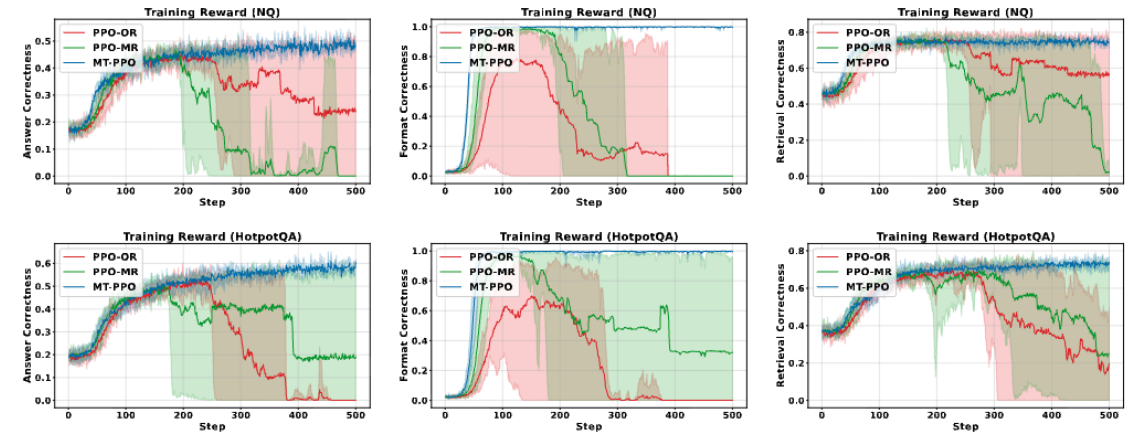 Training Reward (NQ)
Answer Correctness
0.5
0.4
0.3
0.2
0.1
0.0
PPO-OR
PPO-MR
MT-PPO
0 100 200 300 400 500
Step
Training Reward (NQ)
Format Correctness
1.0
0.8
0.6
0.4
0.2
0.0
PPO-OR
PPO-MR
MT-PPO
0 100 200 300 400 500
Step
Training Reward (NQ)
Retrieval Correctness
0.8
0.6
0.4
0.2
0.0
PPO-OR
PPO-MR
MT-PPO
0 100 200 300 400 500
Step
Training Reward (HotpotQA)
Answer Correctness
0.6
0.5
0.4
0.3
0.2
0.1
0.0
PPO-OR
PPO-MR
MT-PPO
0 100 200 300 400 500
Step
Training Reward (HotpotQA)
Format Correctness
1.0
0.8
0.6
0.4
0.2
0.0
PPO-OR
PPO-MR
MT-PPO
0 100 200 300 400 500
Step
Training Reward (HotpotQA)
Retrieval Correctness
0.8
0.6
0.4
0.2
0.0
PPO-OR
PPO-MR
MT-PPO
0 100 200 300 400 500
Step